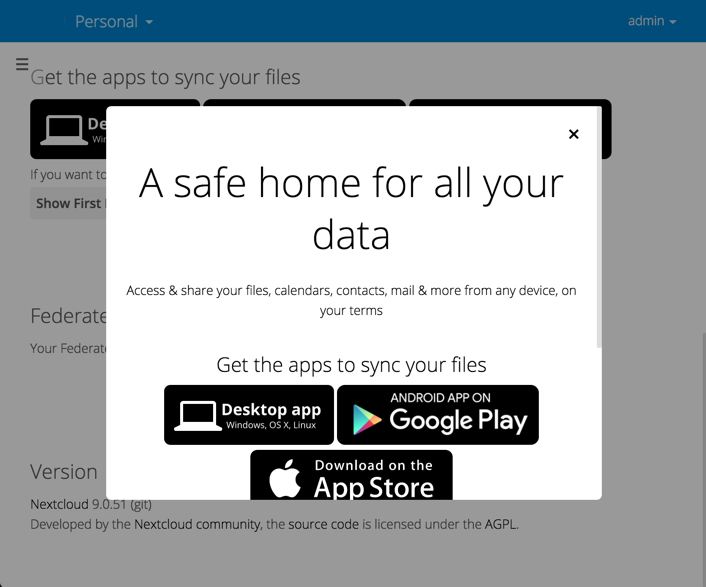 Personal
admin
Get the apps to sync your files
De
Win
If you want to
Show First
×
A safe home for all your
data
Access & share your files, calendars, contacts, mail & more from any device, on
your terms
Get the apps to sync your files
Desktop app
Windows, OS X, Linux
ANDROID APP ON
Google Play
Download on the
App Store
Federate
Your Federate
Version
Nextcloud 9.0.51 (git)
Developed by the Nextcloud community, the source code is licensed under the AGPL.